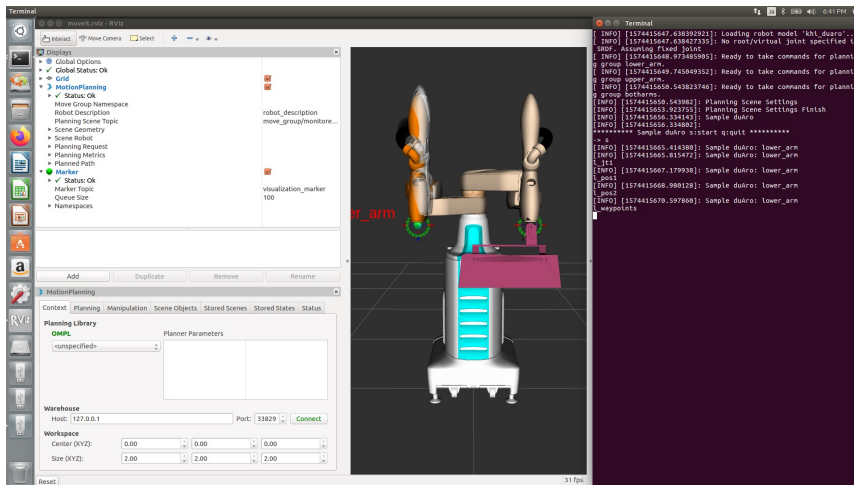 Terminal
6:41 PM
moveit.rviz - RViz
Interact
Move Camera
Select
Displays
Global Options
Global Status: Ok
Grid
MotionPlanning
Status: Ok
Move Group Namespace
Robot Description robot_description
Planning Scene Topic move_group/monitore...
Scene Geometry
Scene Robot
Planning Request
Planning Metrics
Planned Path
Marker
Status: Ok
Marker Topic visualization_marker
Queue Size 100
Namespaces
Add Duplicate Remove Rename
MotionPlanning
Context Planning Manipulation Scene Objects Stored Scenes Stored States Status
Planning Library
OMPL Planner Parameters
<unspecified>
Warehouse
Host: 127.0.0.1 Port: 33829 Connect
Workspace
Center (XYZ): 0.00 0.00 0.00
Size (XYZ): 2.00 2.00 2.00
Reset
31 fps
er_arm
Terminal
[ INFO] [1574415647.638392921]: Loading robot model 'khi_duaro'..
[ INFO] [1574415647.638427335]: No root/virtual joint specified i
SRDF. Assuming fixed joint
[ INFO] [1574415648.973485905]: Ready to take commands for planni
g group lower_arm.
[ INFO] [1574415649.745049352]: Ready to take commands for planni
g group upper_arm.
[ INFO] [1574415650.543823746]: Ready to take commands for planni
g group botharms.
[INFO] [1574415650.543982]: Planning Scene Settings
[INFO] [1574415653.923755]: Planning Scene Settings Finish
[INFO] [1574415656.334143]: Sample duAro
[INFO] [1574415656.334802]:
********** Sample duAro s:start q:quit **********
-> s
[INFO] [1574415665.414380]: Sample duAro: lower_arm
[INFO] [1574415665.815472]: Sample duAro: lower_arm
l_jt1
[INFO] [1574415667.179938]: Sample duAro: lower_arm
l_pos1
[INFO] [1574415668.980128]: Sample duAro: lower_arm
l_pos2
[INFO] [1574415670.597860]: Sample duAro: lower_arm
l_waypoints